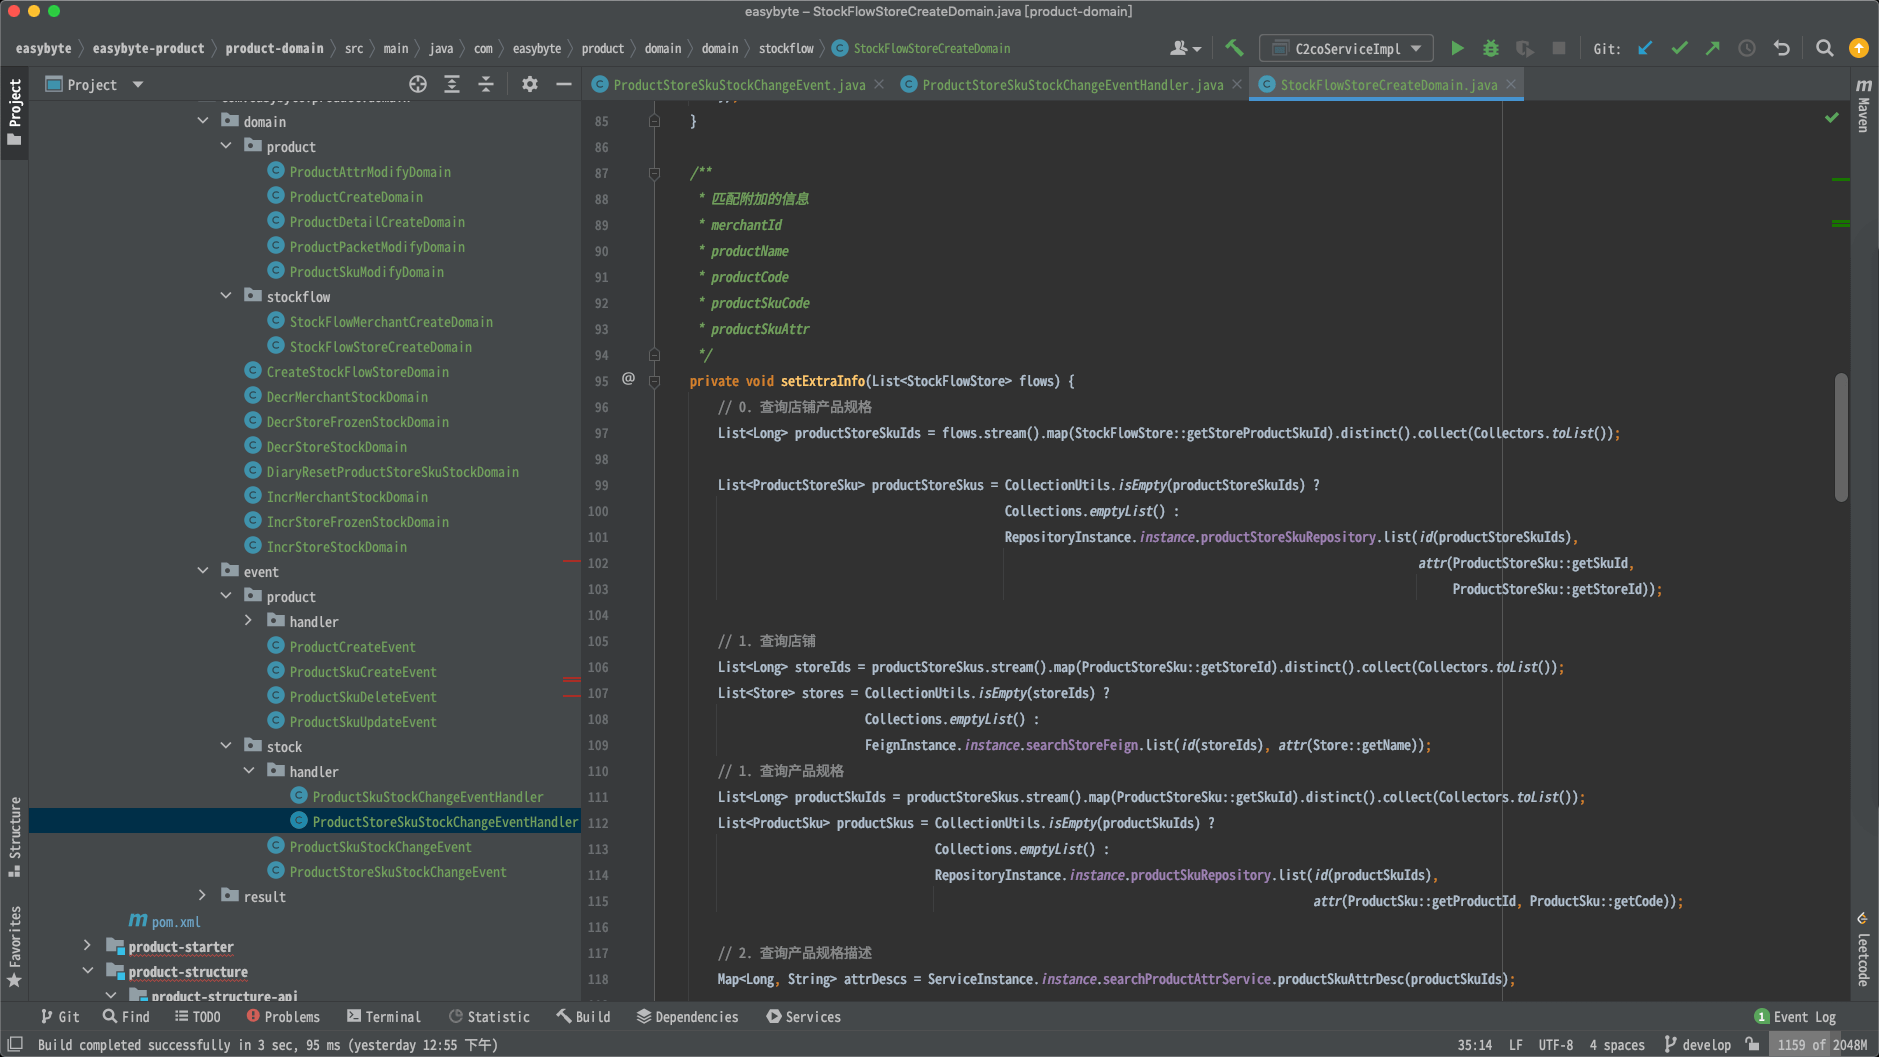 easybyte – StockFlowStoreCreateDomain.java [product-domain]
easybyte easybyte-product product-domain src main java com easybyte product domain domain stockflow StockFlowStoreCreateDomain
C2coServiceImpl
Git:
Project
ProductStoreSkuStockChangeEvent.java
ProductStoreSkuStockChangeEventHandler.java
StockFlowStoreCreateDomain.java
Project
Structure
Favorites
Maven
leetcode
domain
product
ProductAttrModifyDomain
ProductCreateDomain
ProductDetailCreateDomain
ProductPacketModifyDomain
ProductSkuModifyDomain
stockflow
StockFlowMerchantCreateDomain
StockFlowStoreCreateDomain
CreateStockFlowStoreDomain
DecrMerchantStockDomain
DecrStoreFrozenStockDomain
DecrStoreStockDomain
DiaryResetProductStoreSkuStockDomain
IncrMerchantStockDomain
IncrStoreFrozenStockDomain
IncrStoreStockDomain
event
product
handler
ProductCreateEvent
ProductSkuCreateEvent
ProductSkuDeleteEvent
ProductSkuUpdateEvent
stock
handler
ProductSkuStockChangeEventHandler
ProductStoreSkuStockChangeEventHandler
ProductSkuStockChangeEvent
ProductStoreSkuStockChangeEvent
result
pom.xml
product-starter
product-structure
product-structure-api
85 }
86
87 /**
88 * 匹配附加的信息
89 * merchantId
90 * productName
91 * productCode
92 * productSkuCode
93 * productSkuAttr
94 */
95 @ private void setExtraInfo(List<StockFlowStore> flows) {
96 // 0. 查询店铺产品规格
97 List<Long> productStoreSkuIds = flows.stream().map(StockFlowStore::getStoreProductSkuId).distinct().collect(Collectors.toList());
98
99 List<ProductStoreSku> productStoreSkus = CollectionUtils.isEmpty(productStoreSkuIds) ?
100 Collections.emptyList() :
101 RepositoryInstance.instance.productStoreSkuRepository.list(id(productStoreSkuIds),
102 attr(ProductStoreSku::getSkuId,
103 ProductStoreSku::getStoreId));
104
105 // 1. 查询店铺
106 List<Long> storeIds = productStoreSkus.stream().map(ProductStoreSku::getStoreId).distinct().collect(Collectors.toList());
107 List<Store> stores = CollectionUtils.isEmpty(storeIds) ?
108 Collections.emptyList() :
109 FeignInstance.instance.searchStoreFeign.list(id(storeIds), attr(Store::getName));
110 // 1. 查询产品规格
111 List<Long> productSkuIds = productStoreSkus.stream().map(ProductStoreSku::getSkuId).distinct().collect(Collectors.toList());
112 List<ProductSku> productSkus = CollectionUtils.isEmpty(productSkuIds) ?
113 Collections.emptyList() :
114 RepositoryInstance.instance.productSkuRepository.list(id(productSkuIds),
115 attr(ProductSku::getProductId, ProductSku::getCode));
116
117 // 2. 查询产品规格描述
118 Map<Long, String> attrDescs = ServiceInstance.instance.searchProductAttrService.productSkuAttrDesc(productSkuIds);
Git Find TODO Problems Terminal Statistic Build Dependencies Services
1 Event Log
Build completed successfully in 3 sec, 95 ms (yesterday 12:55 下午)
35:14 LF UTF-8 4 spaces develop 1159 of 2048M